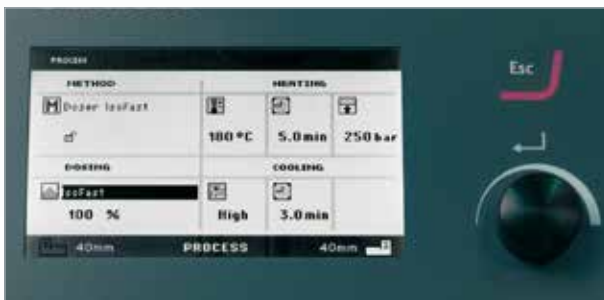 PROCESS
METHOD
HEATING
M Dozer IsoFast
180 °C
5.0 min
250 bar
DOSING
COOLING
IsoFast
100 %
High
3.0 min
40mm
PROCESS
40mm
Esc